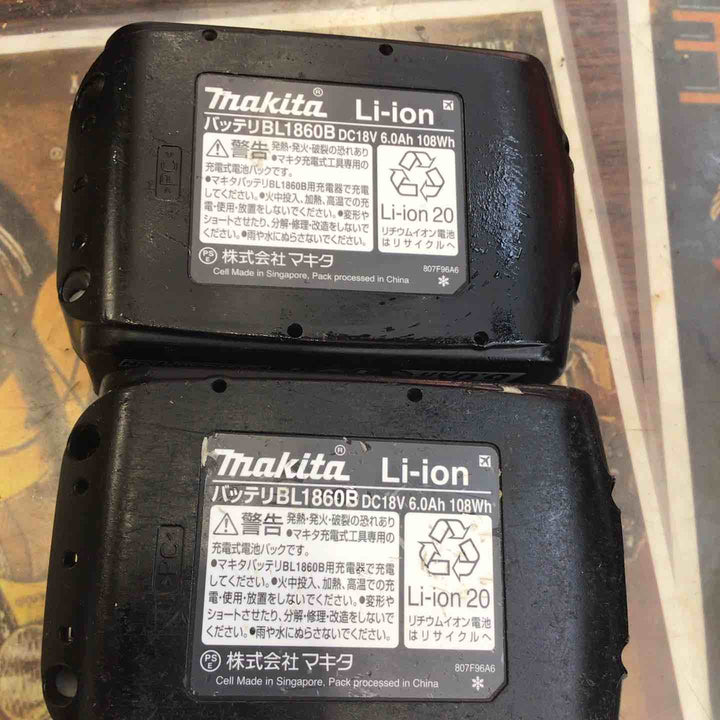 makita® Li-ion
バッテリBL1860B DC18V 6.0Ah 108Wh
警告 発熱・発火・破裂の恐れあり
●マキタ充電式工具専用の
充電式電池パックです。
●マキタバッテリBL1860B用充電器で充電
してください。●火中投入、加熱、高温での充
電・使用・放置をしないでください。●変形や
ショートさせたり、分解・修理・改造をしないで
ください。●雨や水にぬらさないでください。
Li-ion 20
リチウムイオン電池
はリサイクルへ
PSE 株式会社 マキタ
Cell Made in Singapore, Pack processed in China
807F96A6
＊
>PC<
makita® Li-ion
バッテリBL1860B DC18V 6.0Ah 108Wh
警告 発熱・発火・破裂の恐れあり
●マキタ充電式工具専用の
充電式電池パックです。
●マキタバッテリBL1860B用充電器で充電
してください。●火中投入、加熱、高温での充
電・使用・放置をしないでください。●変形や
ショートさせたり、分解・修理・改造をしないで
ください。●雨や水にぬらさないでください。
Li-ion 20
リチウムイオン電池
はリサイクルへ
PSE 株式会社 マキタ
Cell Made in Singapore, Pack processed in China
807F96A6
＊
>PC<